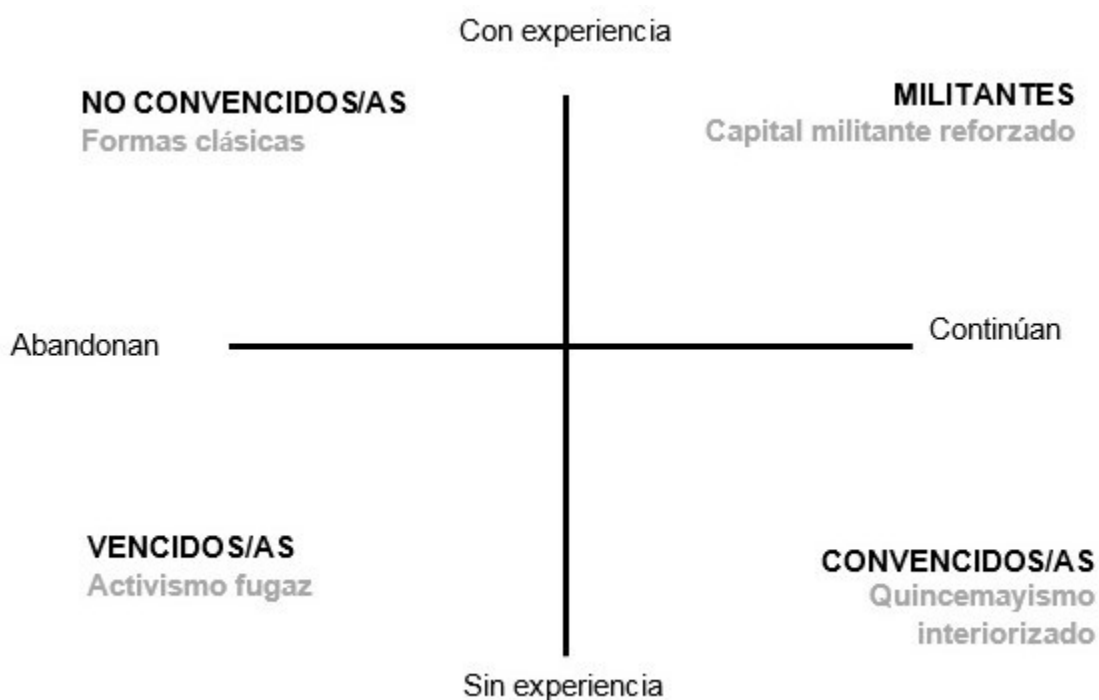 Con experiencia
NO CONVENCIDOS/AS
Formas clásicas
MILITANTES
Capital militante reforzado
Abandonan
Continúan
VENCIDOS/AS
Activismo fugaz
CONVENCIDOS/AS
Quincemayismo
interiorizado
Sin experiencia